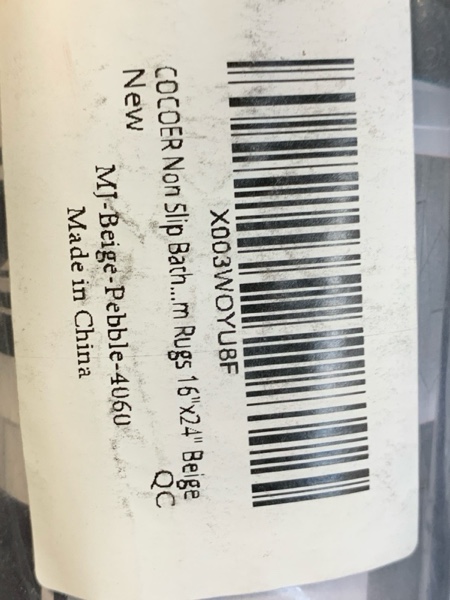 X003WOYU8F
COCOER Non Slip Bath...m Rugs 16"x24" Beige
New QC
MJ-Beige-Pebble-4060
Made in China